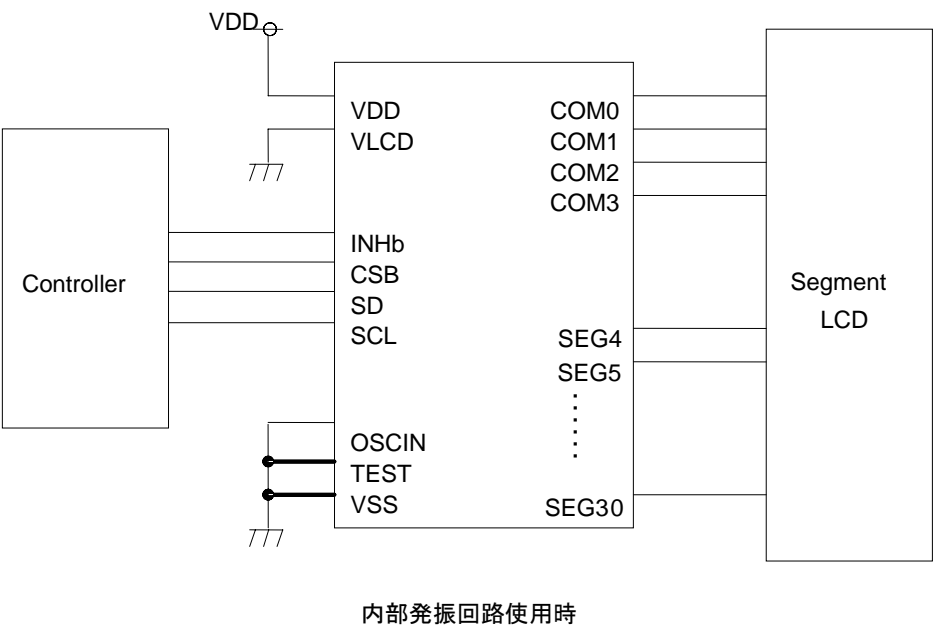 VDD
VDD
VLCD
INHb
CSB
SD
SCL
OSCIN
TEST
VSS
COM0
COM1
COM2
COM3
SEG4
SEG5
SEG30
Controller
Segment
LCD
内部発振回路使用時